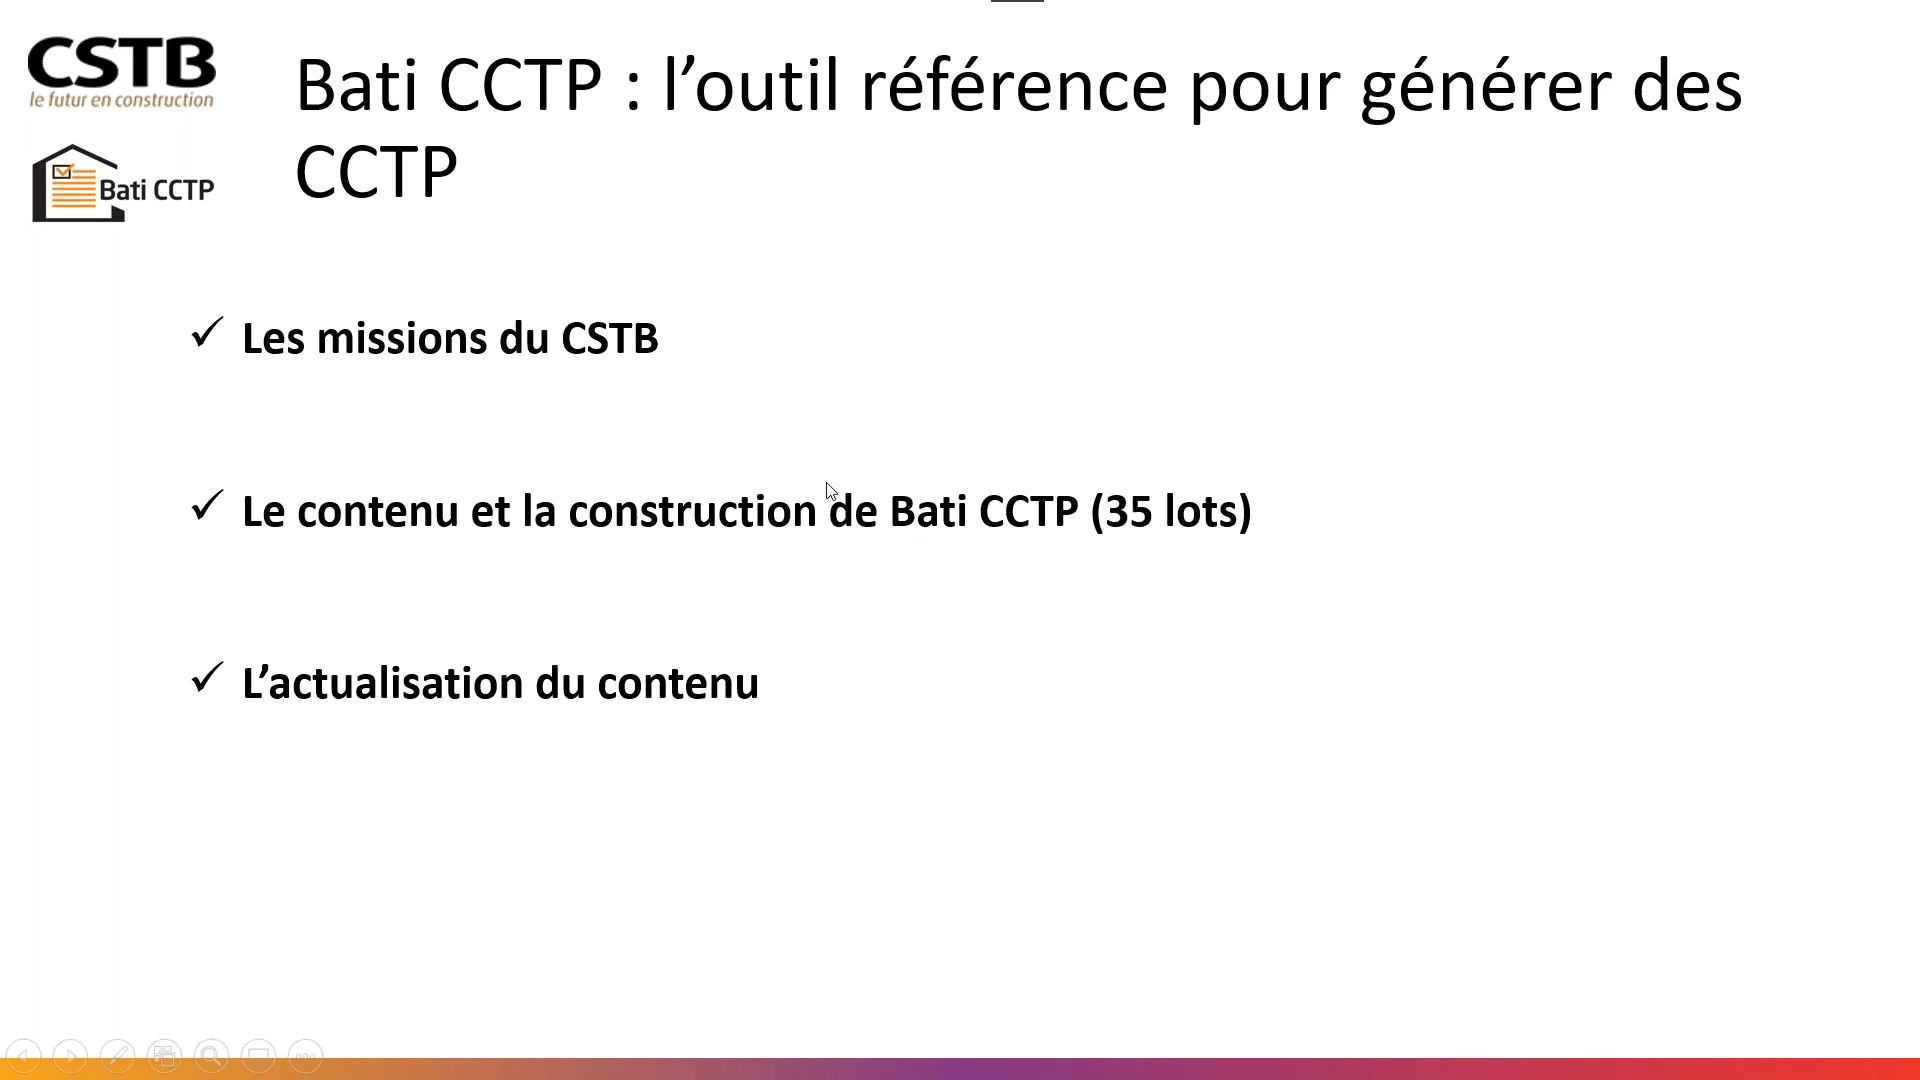 CSTB
le futur en construction
Bati CCTP
Bati CCTP : l’outil référence pour générer des
CCTP
✓ Les missions du CSTB
✓ Le contenu et la construction de Bati CCTP (35 lots)
✓ L’actualisation du contenu